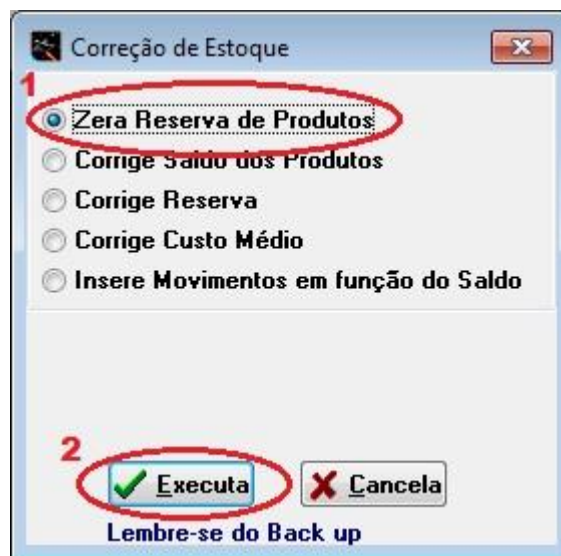 Correção de Estoque
1
Zera Reserva de Produtos
Corrige Saldo dos Produtos
Corrige Reserva
Corrige Custo Médio
Insere Movimentos em função do Saldo
2
Executa
Cancela
Lembre-se do Back up